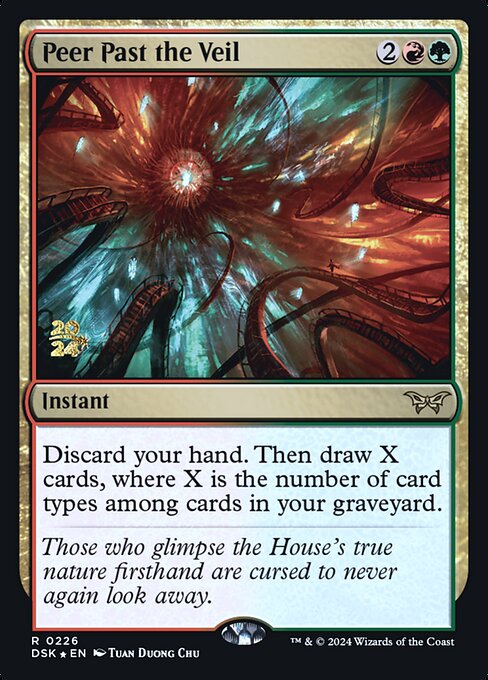 Peer Past the Veil 2
Instant
Discard your hand. Then draw X
cards, where X is the number of card
types among cards in your graveyard.
Those who glimpse the House's true
nature firsthand are cursed to never
again look away.
R 0226
DSK ★ EN Tuan Duong Chu
™ & © 2024 Wizards of the Coast
2024